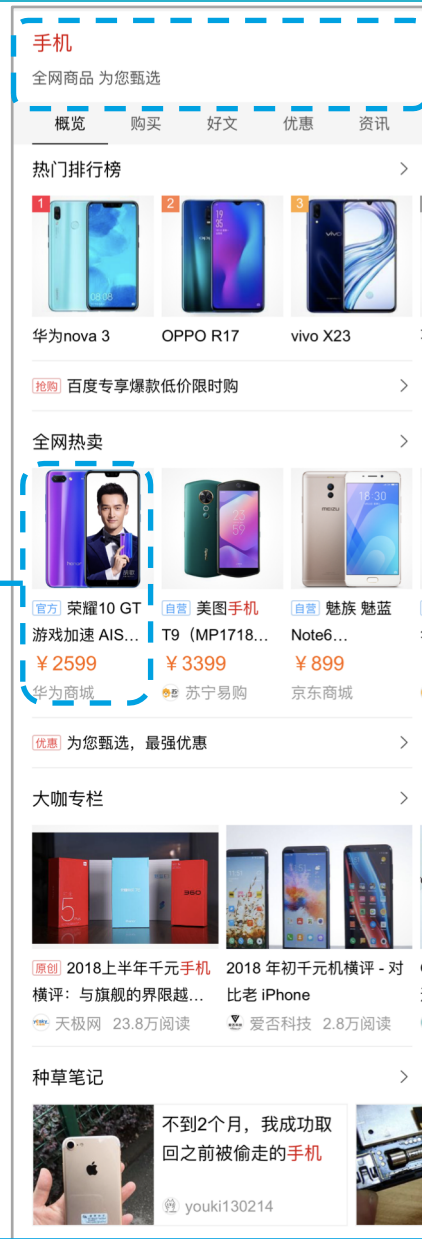 手机
全网商品 为您甄选
概览 购买 好文 优惠 资讯
热门排行榜
1 2 3
华为nova 3 OPPO R17 vivo X23
抢购 百度专享爆款低价限时购
全网热卖
官方 荣耀10 GT 自营 美图手机 自营 魅族 魅蓝
游戏加速 AIS... T9（MP1718... Note6...
￥2599 ￥3399 ￥899
华为商城 苏宁易购 京东商城
优惠 为您甄选，最强优惠
大咖专栏
原创 2018上半年千元手机 2018 年初千元机横评 - 对
横评：与旗舰的界限越... 比老 iPhone
天极网 23.8万阅读 爱否科技 2.8万阅读
种草笔记
不到2个月，我成功取
回之前被偷走的手机
youki130214